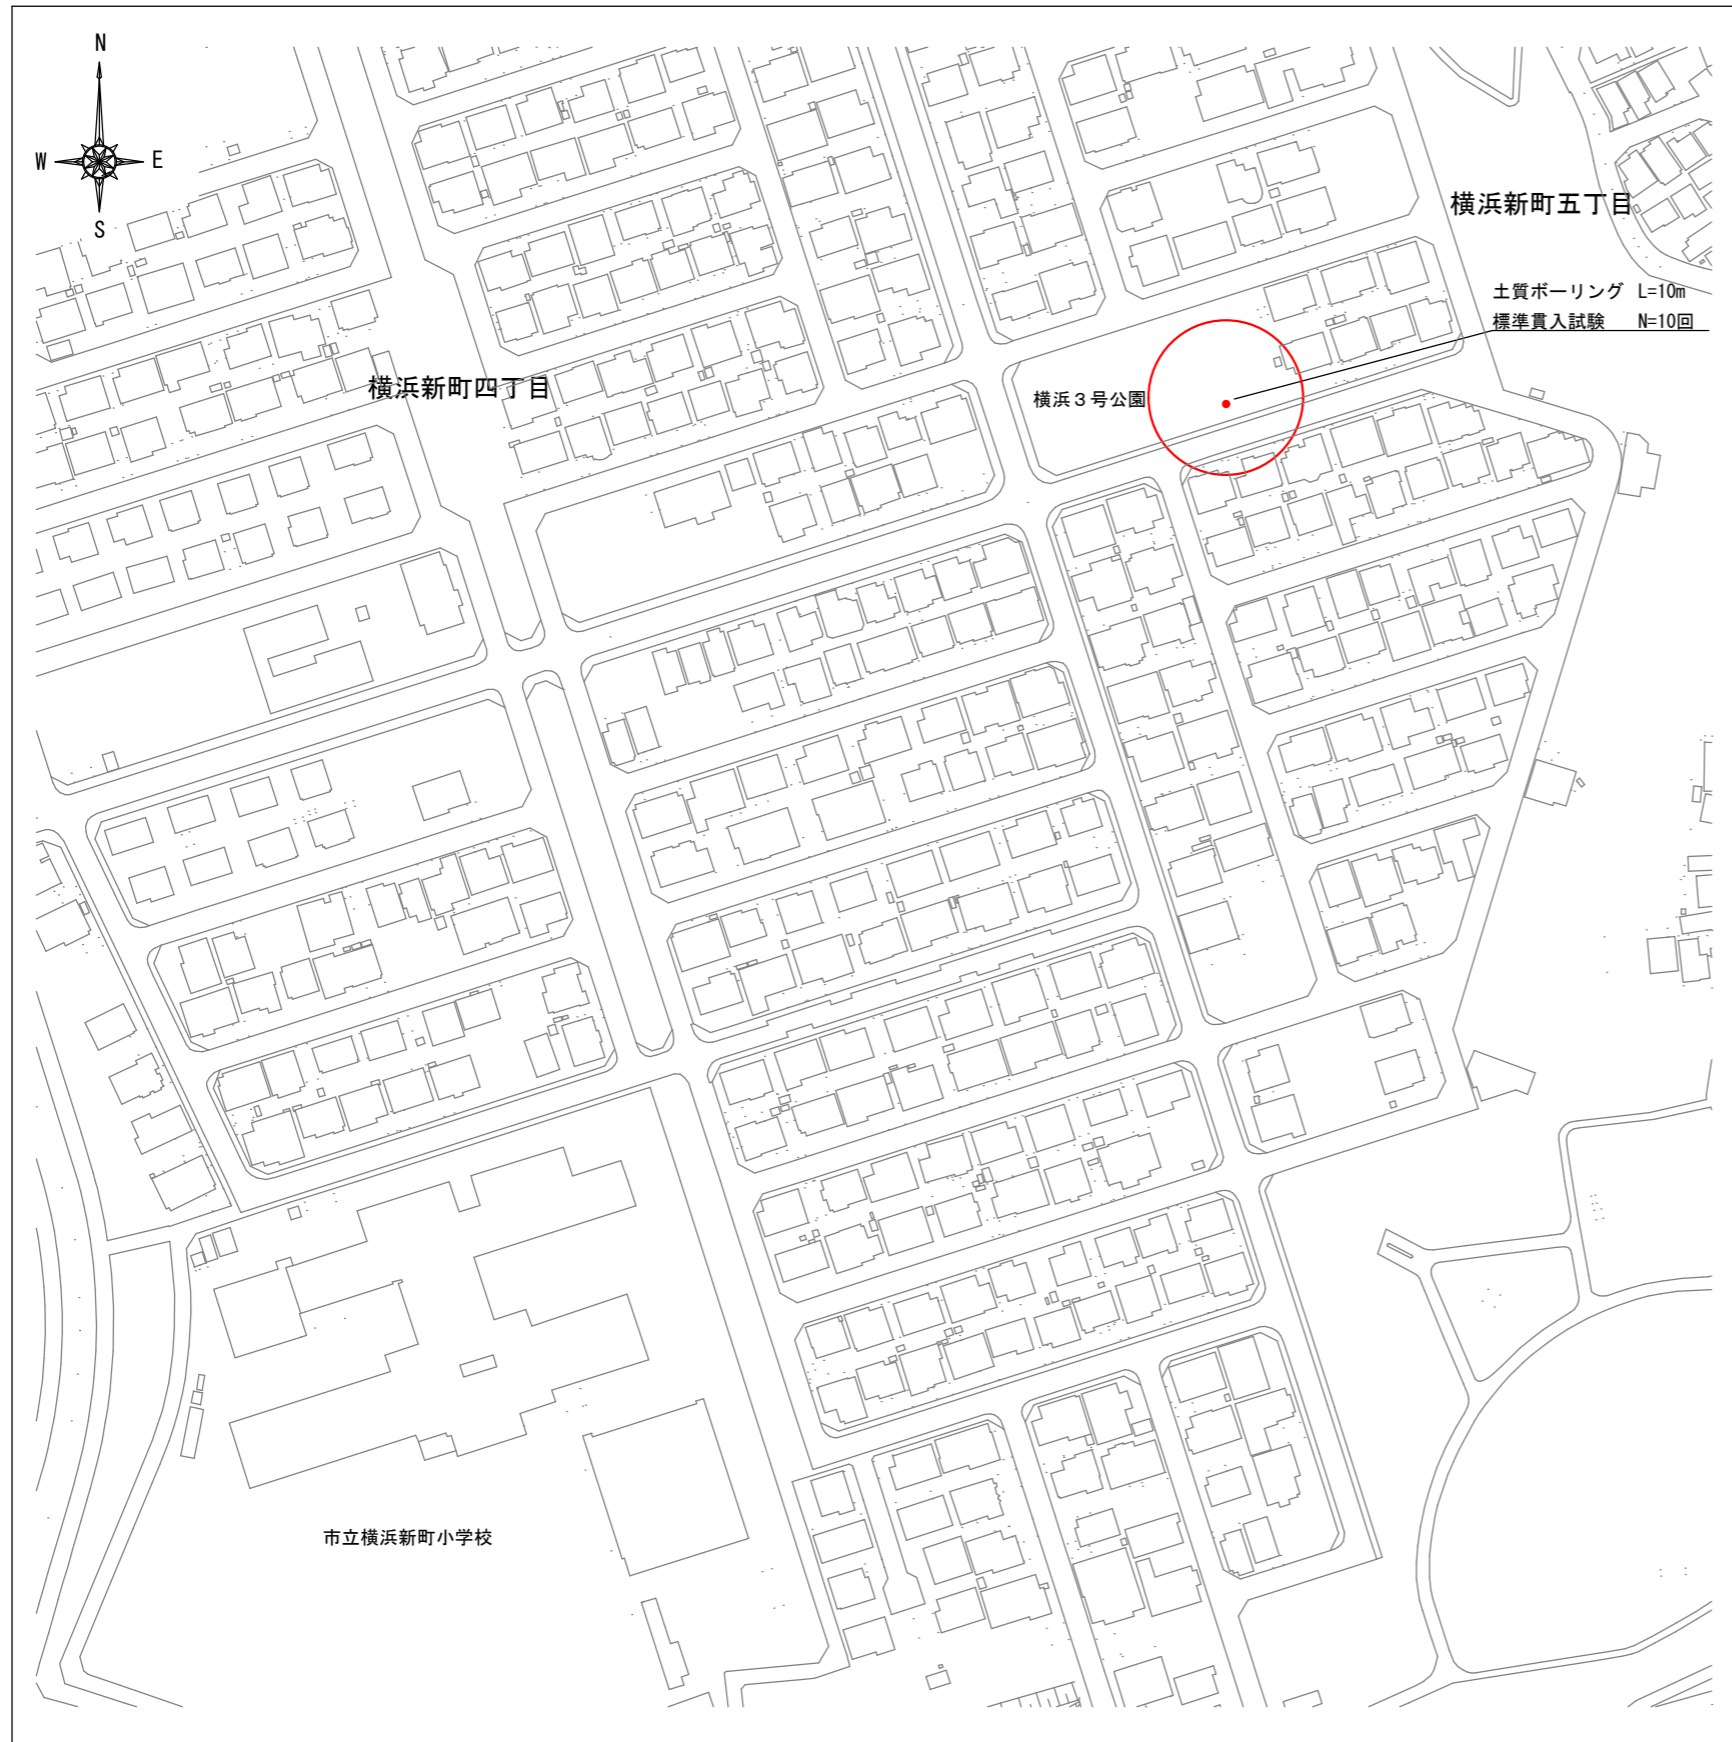 N
W
E
S
横浜新町五丁目
土質ボーリング L=10m
標準貫入試験 N=10回
横浜新町四丁目
横浜３号公園
市立横浜新町小学校